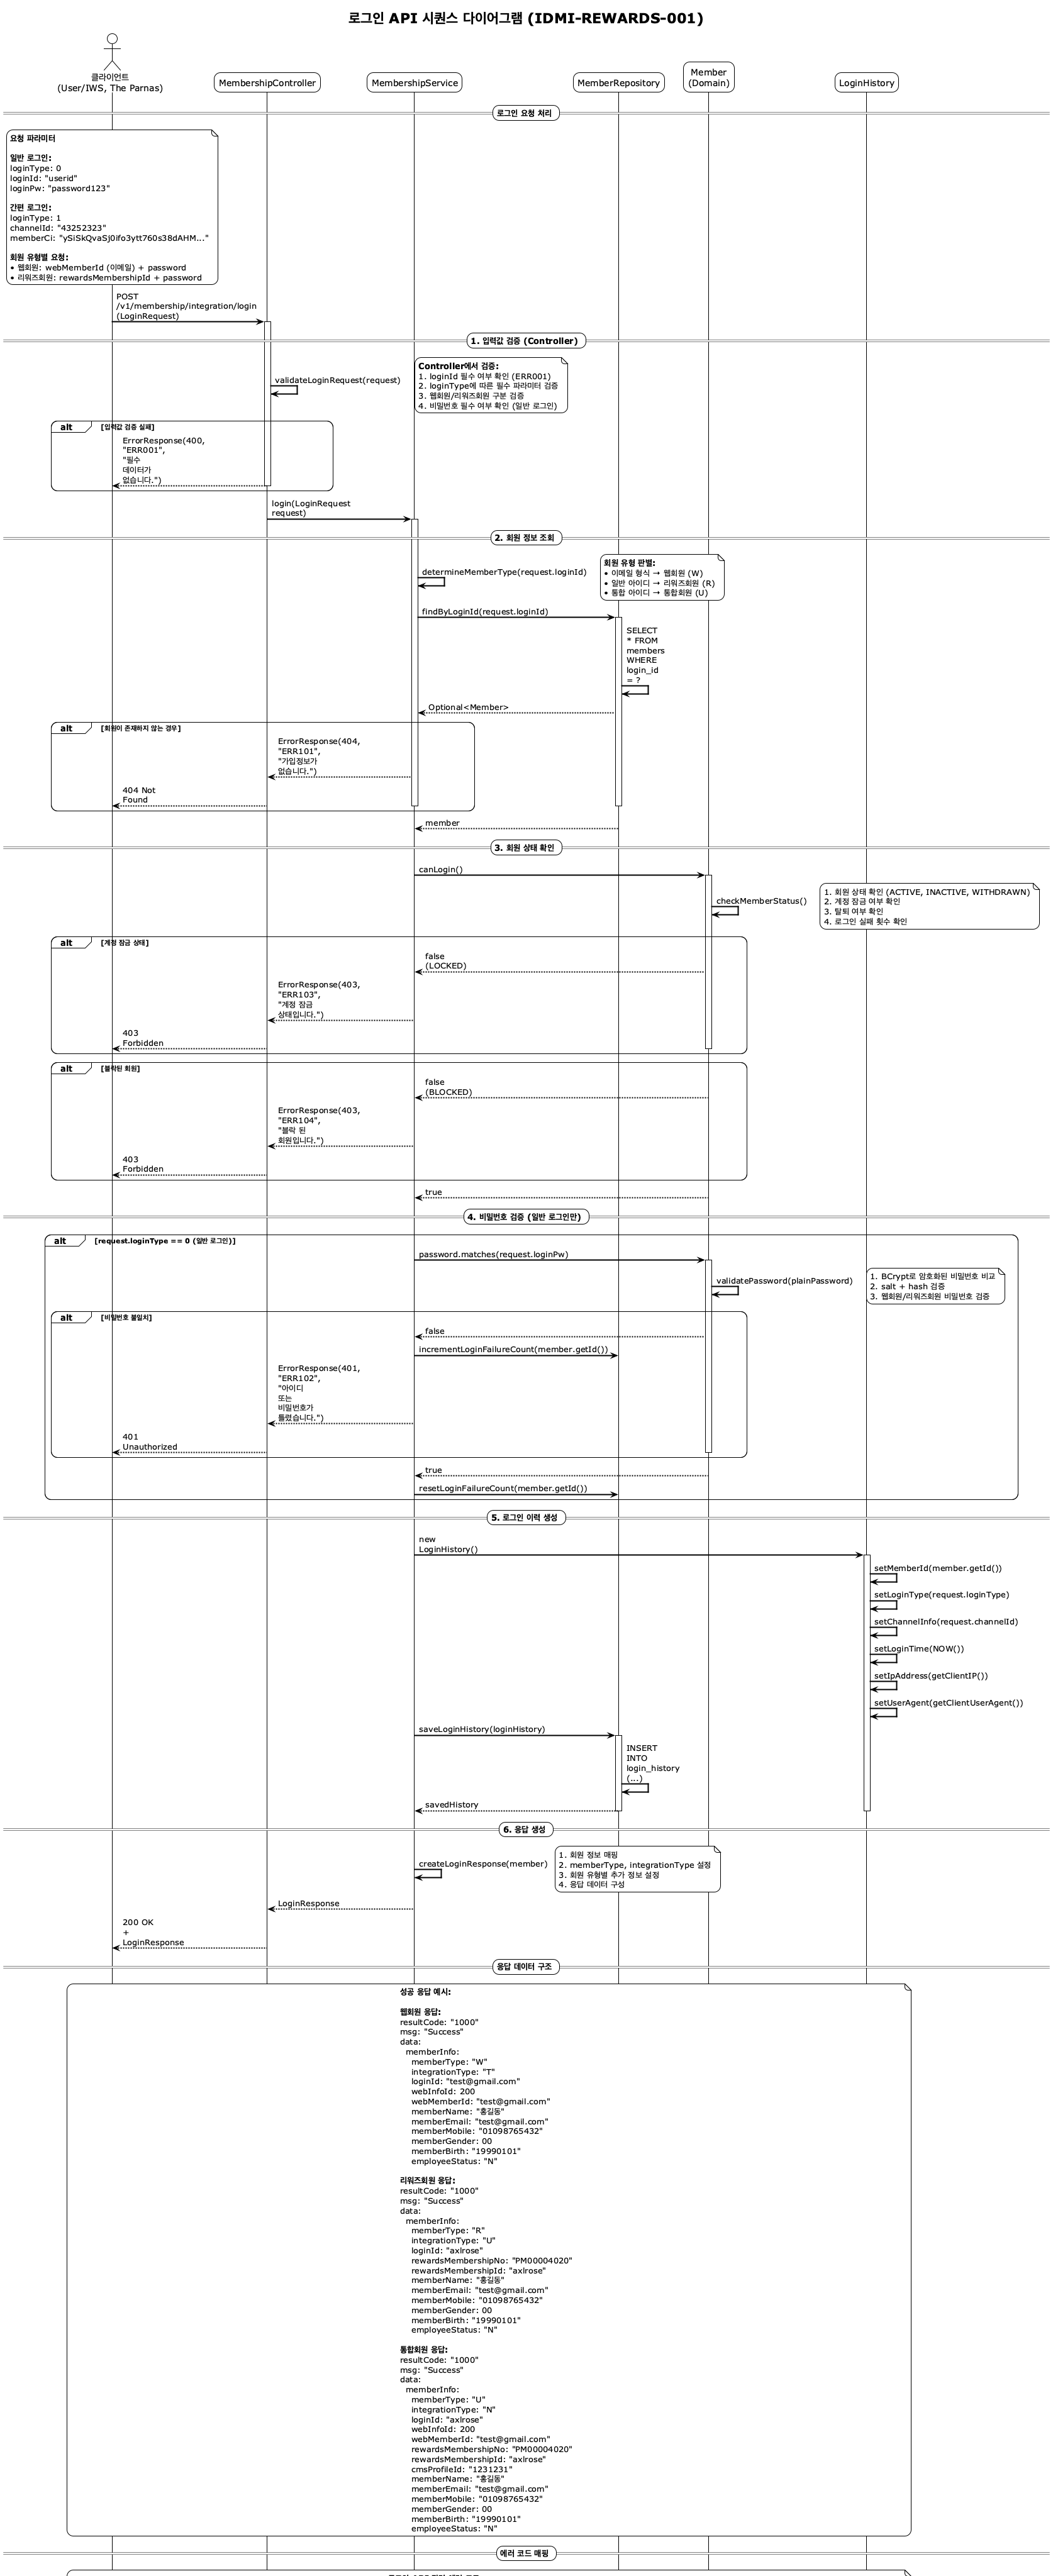 로그인 API 시퀀스 다이어그램 (IDMI-REWARDS-001)
클라이언트
(User/IWS, The Parnas)
MembershipController
MembershipService
MemberRepository
Member
(Domain)
LoginHistory
로그인 요청 처리
요청 파라미터
일반 로그인:
loginType: 0
loginId: "userid"
loginPw: "password123"
간편 로그인:
loginType: 1
channelId: "43252323"
memberCi: "ySiSkQvaSj0ifo3ytt760s38dAHM..."
회원 유형별 요청:
• 웹회원: webMemberId (이메일) + password
• 리워즈회원: rewardsMembershipId + password
POST
/v1/membership/integration/login
(LoginRequest)
1. 입력값 검증 (Controller)
validateLoginRequest(request)
Controller에서 검증:
1. loginId 필수 여부 확인 (ERR001)
2. loginType에 따른 필수 파라미터 검증
3. 웹회원/리워즈회원 구분 검증
4. 비밀번호 필수 여부 확인 (일반 로그인)
alt [입력값 검증 실패]
ErrorResponse(400,
"ERR001",
"필수
데이터가
없습니다.")
login(LoginRequest
request)
2. 회원 정보 조회
determineMemberType(request.loginId)
회원 유형 판별:
• 이메일 형식 → 웹회원 (W)
• 일반 아이디 → 리워즈회원 (R)
• 통합 아이디 → 통합회원 (U)
findByLoginId(request.loginId)
SELECT
* FROM
members
WHERE
login_id
= ?
Optional<Member>
alt [회원이 존재하지 않는 경우]
ErrorResponse(404,
"ERR101",
"가입정보가
없습니다.")
404 Not
Found
member
3. 회원 상태 확인
canLogin()
checkMemberStatus()
1. 회원 상태 확인 (ACTIVE, INACTIVE, WITHDRAWN)
2. 계정 잠금 여부 확인
3. 탈퇴 여부 확인
4. 로그인 실패 횟수 확인
alt [계정 잠금 상태]
false
(LOCKED)
ErrorResponse(403,
"ERR103",
"계정 잠금
상태입니다.")
403
Forbidden
alt [블락된 회원]
false
(BLOCKED)
ErrorResponse(403,
"ERR104",
"블락 된
회원입니다.")
403
Forbidden
true
4. 비밀번호 검증 (일반 로그인만)
alt [request.loginType == 0 (일반 로그인)]
password.matches(request.loginPw)
validatePassword(plainPassword)
1. BCrypt로 암호화된 비밀번호 비교
2. salt + hash 검증
3. 웹회원/리워즈회원 비밀번호 검증
alt [비밀번호 불일치]
false
incrementLoginFailureCount(member.getId())
ErrorResponse(401,
"ERR102",
"아이디
또는
비밀번호가
틀렸습니다.")
401
Unauthorized
true
resetLoginFailureCount(member.getId())
5. 로그인 이력 생성
new
LoginHistory()
setMemberId(member.getId())
setLoginType(request.loginType)
setChannelInfo(request.channelId)
setLoginTime(NOW())
setIpAddress(getClientIP())
setUserAgent(getClientUserAgent())
saveLoginHistory(loginHistory)
INSERT
INTO
login_history
(...)
savedHistory
6. 응답 생성
createLoginResponse(member)
1. 회원 정보 매핑
2. memberType, integrationType 설정
3. 회원 유형별 추가 정보 설정
4. 응답 데이터 구성
LoginResponse
200 OK
+
LoginResponse
응답 데이터 구조
성공 응답 예시:
웹회원 응답:
resultCode: "1000"
msg: "Success"
data:
memberInfo:
memberType: "W"
integrationType: "T"
loginId: "test@gmail.com"
webInfoId: 200
webMemberId: "test@gmail.com"
memberName: "홍길동"
memberEmail: "test@gmail.com"
memberMobile: "01098765432"
memberGender: 00
memberBirth: "19990101"
employeeStatus: "N"
리워즈회원 응답:
resultCode: "1000"
msg: "Success"
data:
memberInfo:
memberType: "R"
integrationType: "U"
loginId: "axlrose"
rewardsMembershipNo: "PM00004020"
rewardsMembershipId: "axlrose"
memberName: "홍길동"
memberEmail: "test@gmail.com"
memberMobile: "01098765432"
memberGender: 00
memberBirth: "19990101"
employeeStatus: "N"
통합회원 응답:
resultCode: "1000"
msg: "Success"
data:
memberInfo:
memberType: "U"
integrationType: "N"
loginId: "axlrose"
webInfoId: 200
webMemberId: "test@gmail.com"
rewardsMembershipNo: "PM00004020"
rewardsMembershipId: "axlrose"
cmsProfileId: "1231231"
memberName: "홍길동"
memberEmail: "test@gmail.com"
memberMobile: "01098765432"
memberGender: 00
memberBirth: "19990101"
employeeStatus: "N"
에러 코드 매핑